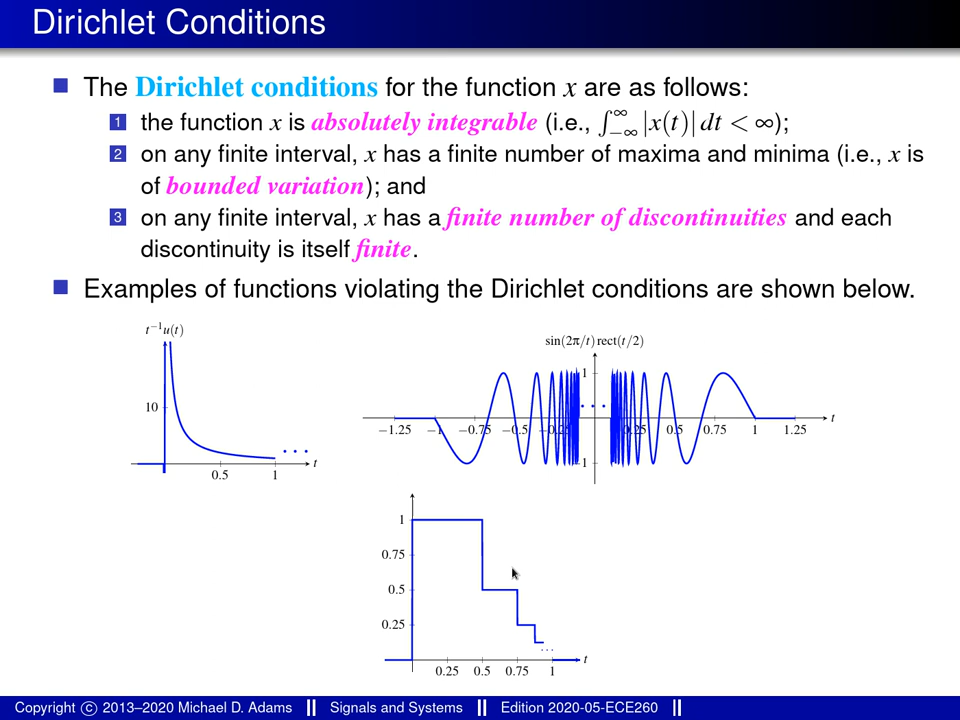 Dirichlet Conditions
The Dirichlet conditions for the function x are as follows:
1 the function x is absolutely integrable (i.e., ∫_{−∞}^{∞} |x(t)| dt < ∞);
2 on any finite interval, x has a finite number of maxima and minima (i.e., x is
of bounded variation); and
3 on any finite interval, x has a finite number of discontinuities and each
discontinuity is itself finite.
Examples of functions violating the Dirichlet conditions are shown below.
t⁻¹u(t)
10
0.5 1 t
sin(2π/t) rect(t/2)
1
−1.25 −1 −0.75 −0.5 −0.25 0.25 0.5 0.75 1 1.25 t
−1
1
0.75
0.5
0.25
0.25 0.5 0.75 1 t
Copyright © 2013–2020 Michael D. Adams Signals and Systems Edition 2020-05-ECE260